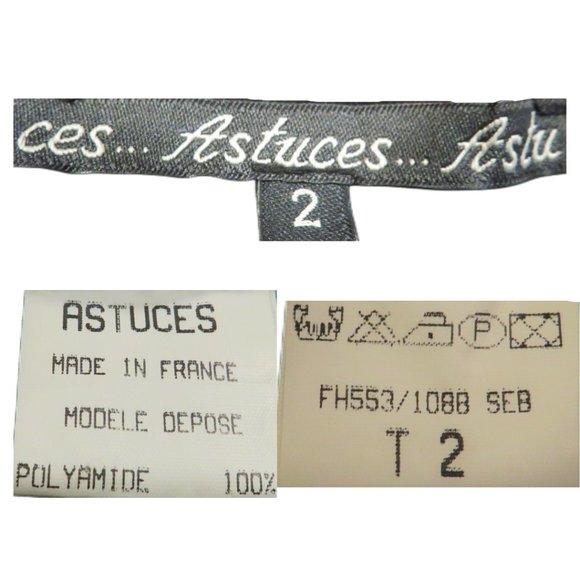 ces... Astuces... Astu
2
ASTUCES
MADE IN FRANCE
MODELE DEPOSE
POLYAMIDE 100%
P
FH553/1088 SEB
T 2